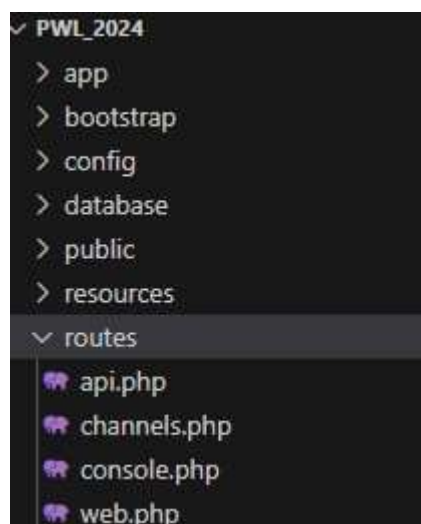 PWL_2024
app
bootstrap
config
database
public
resources
routes
api.php
channels.php
console.php
web.php